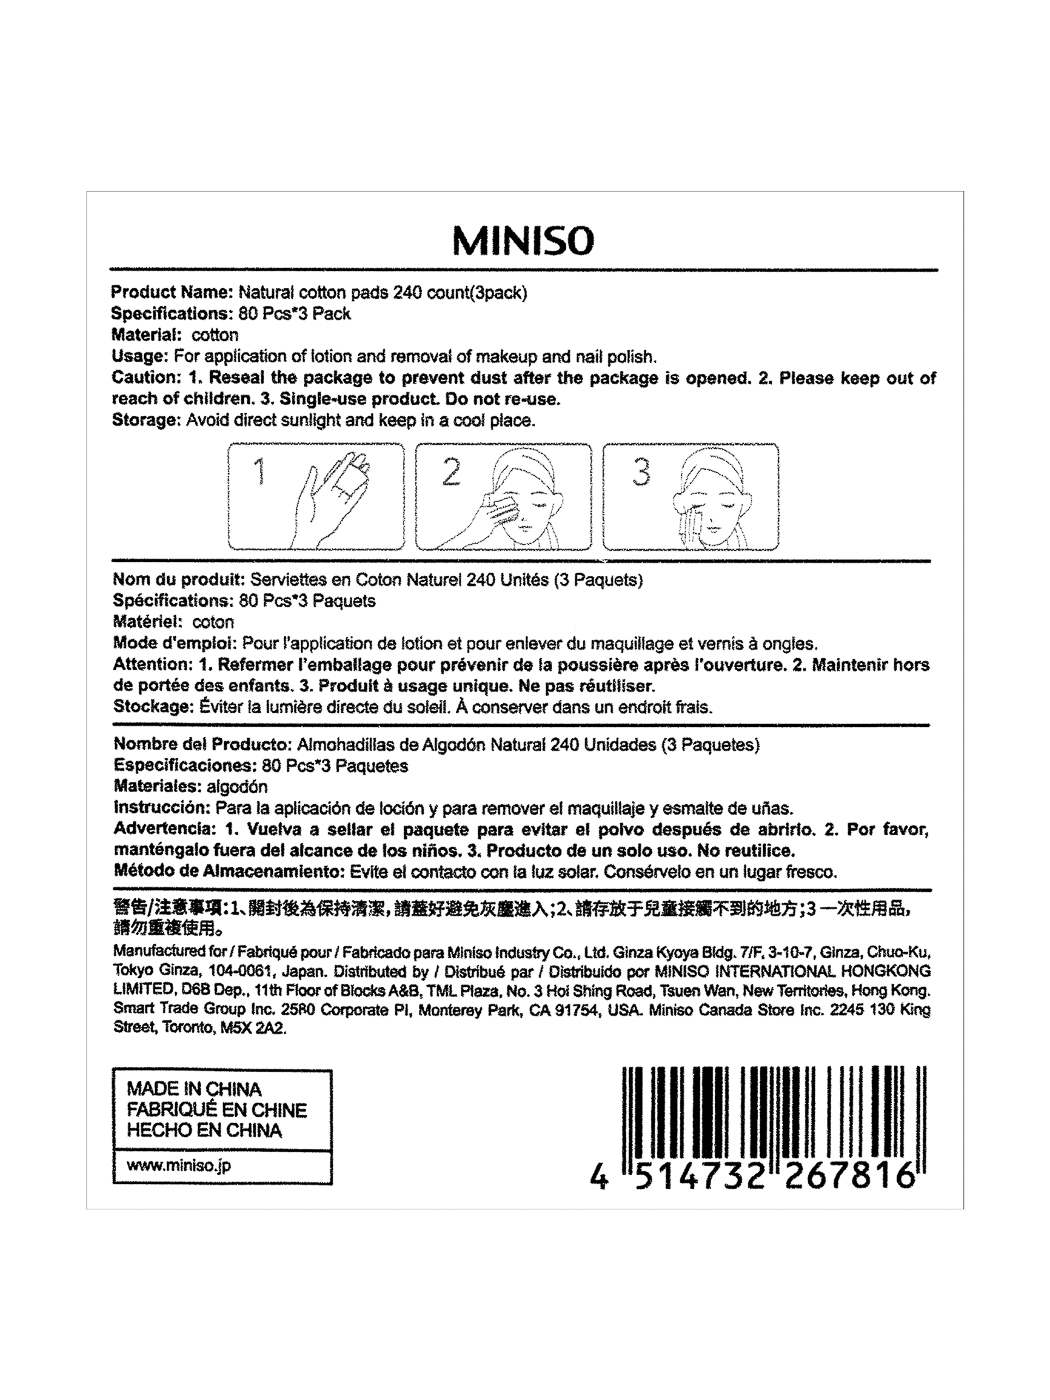 MINISO
Product Name: Natural cotton pads 240 count(3pack)
Specifications: 80 Pcs*3 Pack
Material: cotton
Usage: For application of lotion and removal of makeup and nail polish.
Caution: 1. Reseal the package to prevent dust after the package is opened. 2. Please keep out of
reach of children. 3. Single-use product. Do not re-use.
Storage: Avoid direct sunlight and keep in a cool place.
1 2 3
Nom du produit: Serviettes en Coton Naturel 240 Unités (3 Paquets)
Spécifications: 80 Pcs*3 Paquets
Matériel: coton
Mode d'emploi: Pour l'application de lotion et pour enlever du maquillage et vernis à ongles.
Attention: 1. Refermer l'emballage pour prévenir de la poussière après l'ouverture. 2. Maintenir hors
de portée des enfants. 3. Produit à usage unique. Ne pas réutiliser.
Stockage: Éviter la lumière directe du soleil. À conserver dans un endroit frais.
Nombre del Producto: Almohadillas de Algodón Natural 240 Unidades (3 Paquetes)
Especificaciones: 80 Pcs*3 Paquetes
Materiales: algodón
Instrucción: Para la aplicación de loción y para remover el maquillaje y esmalte de uñas.
Advertencia: 1. Vuelva a sellar el paquete para evitar el polvo después de abrirlo. 2. Por favor,
manténgalo fuera del alcance de los niños. 3. Producto de un solo uso. No reutilice.
Método de Almacenamiento: Evite el contacto con la luz solar. Consérvelo en un lugar fresco.
警告/注意事項:1、開封後為保持清潔,請蓋好避免灰塵進入;2、請存放于兒童接觸不到的地方;3 一次性用品,
請勿重複使用。
Manufactured for / Fabriqué pour / Fabricado para Miniso Industry Co., Ltd. Ginza Kyoya Bldg. 7/F, 3-10-7, Ginza, Chuo-Ku,
Tokyo Ginza, 104-0061, Japan. Distributed by / Distribué par / Distribuido por MINISO INTERNATIONAL HONGKONG
LIMITED, D6B Dep., 11th Floor of Blocks A&B, TML Plaza, No. 3 Hoi Shing Road, Tsuen Wan, New Territories, Hong Kong.
Smart Trade Group Inc. 2580 Corporate Pl, Monterey Park, CA 91754, USA. Miniso Canada Store Inc. 2245 130 King
Street, Toronto, M5X 2A2.
MADE IN CHINA
FABRIQUÉ EN CHINE
HECHO EN CHINA
www.miniso.jp
4 514732 267816